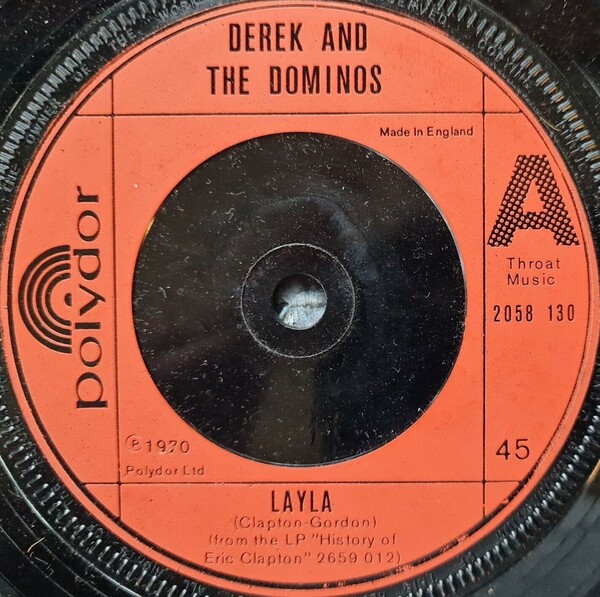 DEREK AND
THE DOMINOS
Made In England
A
polydor
Throat
Music
2058 130
Ⓟ 1970
Polydor Ltd
45
LAYLA
(Clapton-Gordon)
(from the LP "History of
Eric Clapton" 2659 012)